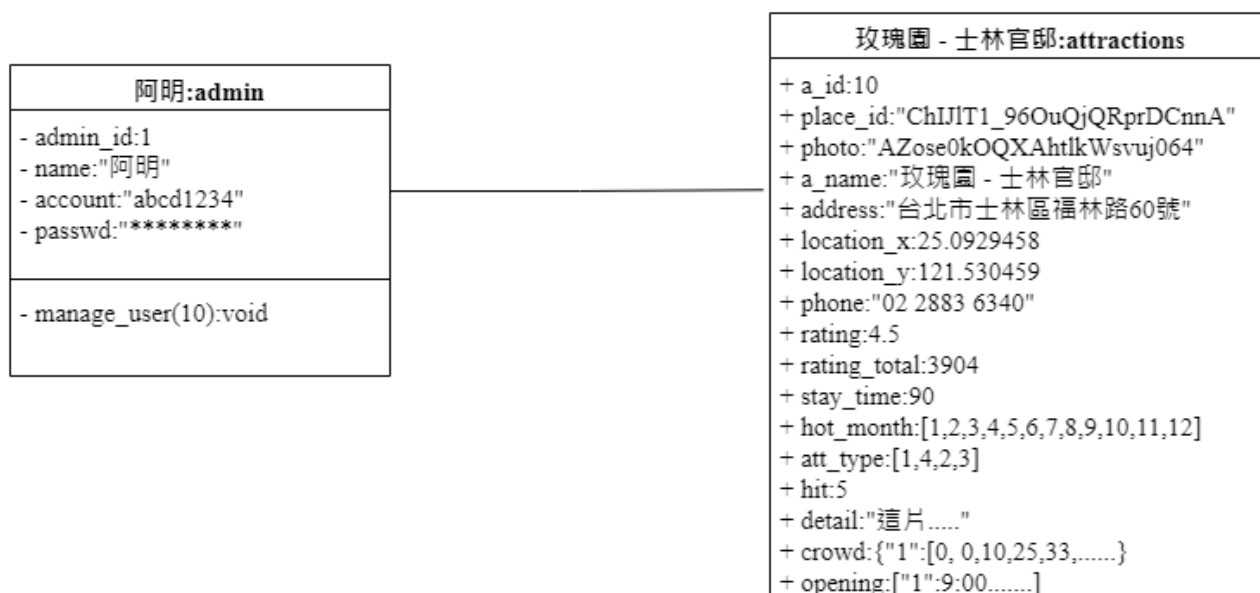 阿明:admin
- admin_id:1
- name:"阿明"
- account:"abcd1234"
- passwd:"********"
- manage_user(10):void
玫瑰園 - 士林官邸:attractions
+ a_id:10
+ place_id:"ChIJlT1_96OuQjQRprDCnnA"
+ photo:"AZose0kOQXAhtlkWsvuj064"
+ a_name:"玫瑰園 - 士林官邸"
+ address:"台北市士林區福林路60號"
+ location_x:25.0929458
+ location_y:121.530459
+ phone:"02 2883 6340"
+ rating:4.5
+ rating_total:3904
+ stay_time:90
+ hot_month:[1,2,3,4,5,6,7,8,9,10,11,12]
+ att_type:[1,4,2,3]
+ hit:5
+ detail:"這片....."
+ crowd:{"1":[0, 0,10,25,33,......}
+ opening:["1":9:00.......]